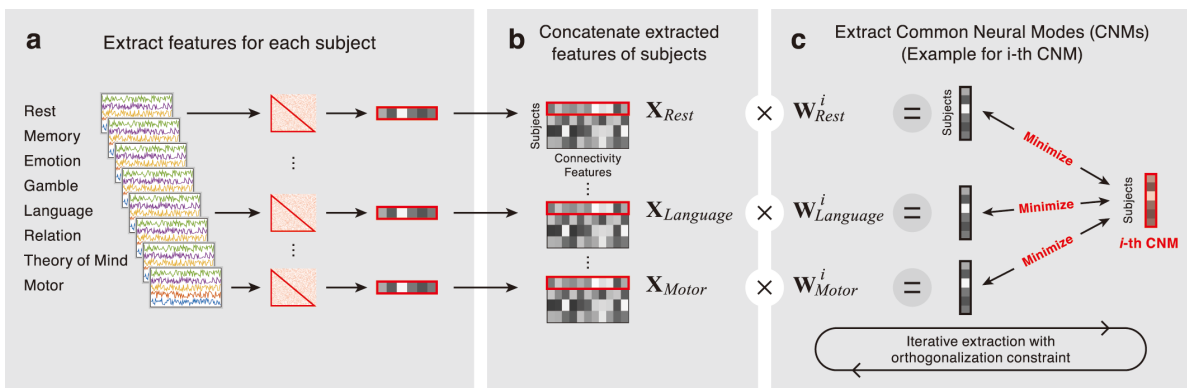 a
Extract features for each subject
Rest
Memory
Emotion
Gamble
Language
Relation
Theory of Mind
Motor
⋮
⋮
b
Concatenate extracted
features of subjects
Subjects
X_Rest
Connectivity
Features
⋮
X_Language
⋮
X_Motor
c
Extract Common Neural Modes (CNMs)
(Example for i-th CNM)
× W^i_Rest =
Subjects
Minimize
× W^i_Language =
Minimize
Subjects
i-th CNM
Minimize
× W^i_Motor =
Iterative extraction with
orthogonalization constraint